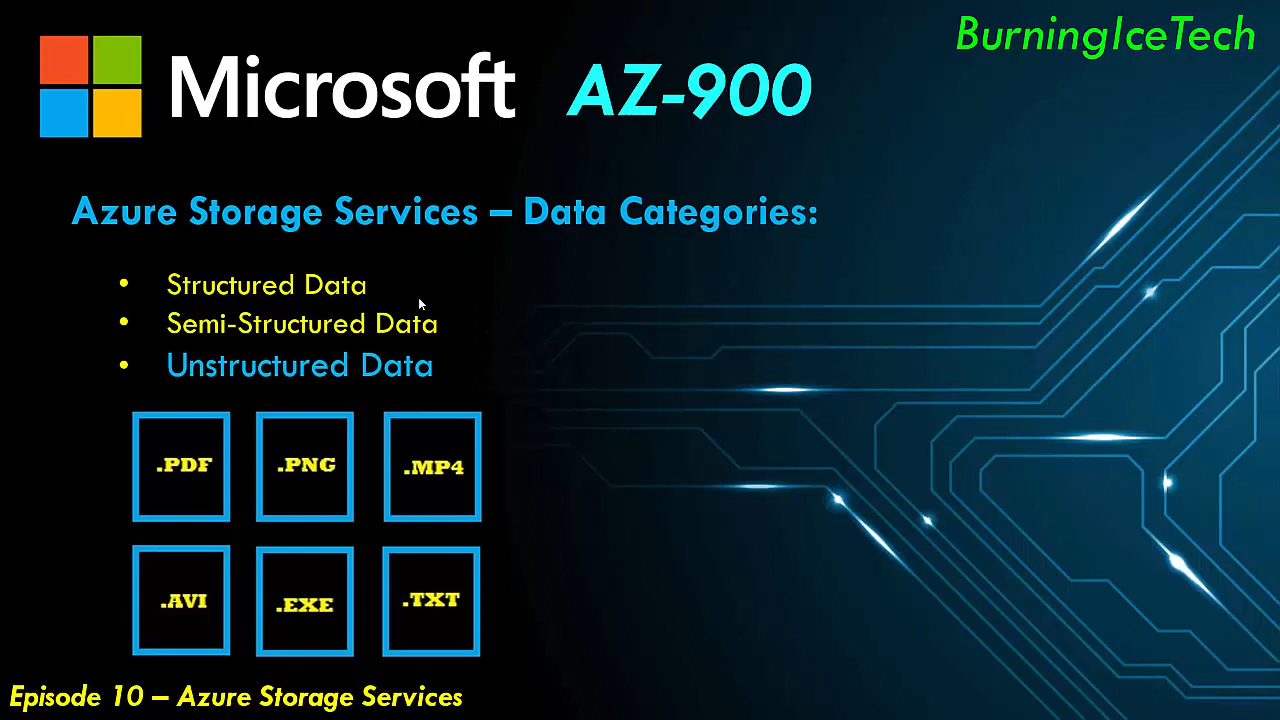 BurningIceTech
Microsoft AZ-900
Azure Storage Services – Data Categories:
• Structured Data
• Semi-Structured Data
• Unstructured Data
.PDF .PNG .MP4
.AVI .EXE .TXT
Episode 10 – Azure Storage Services